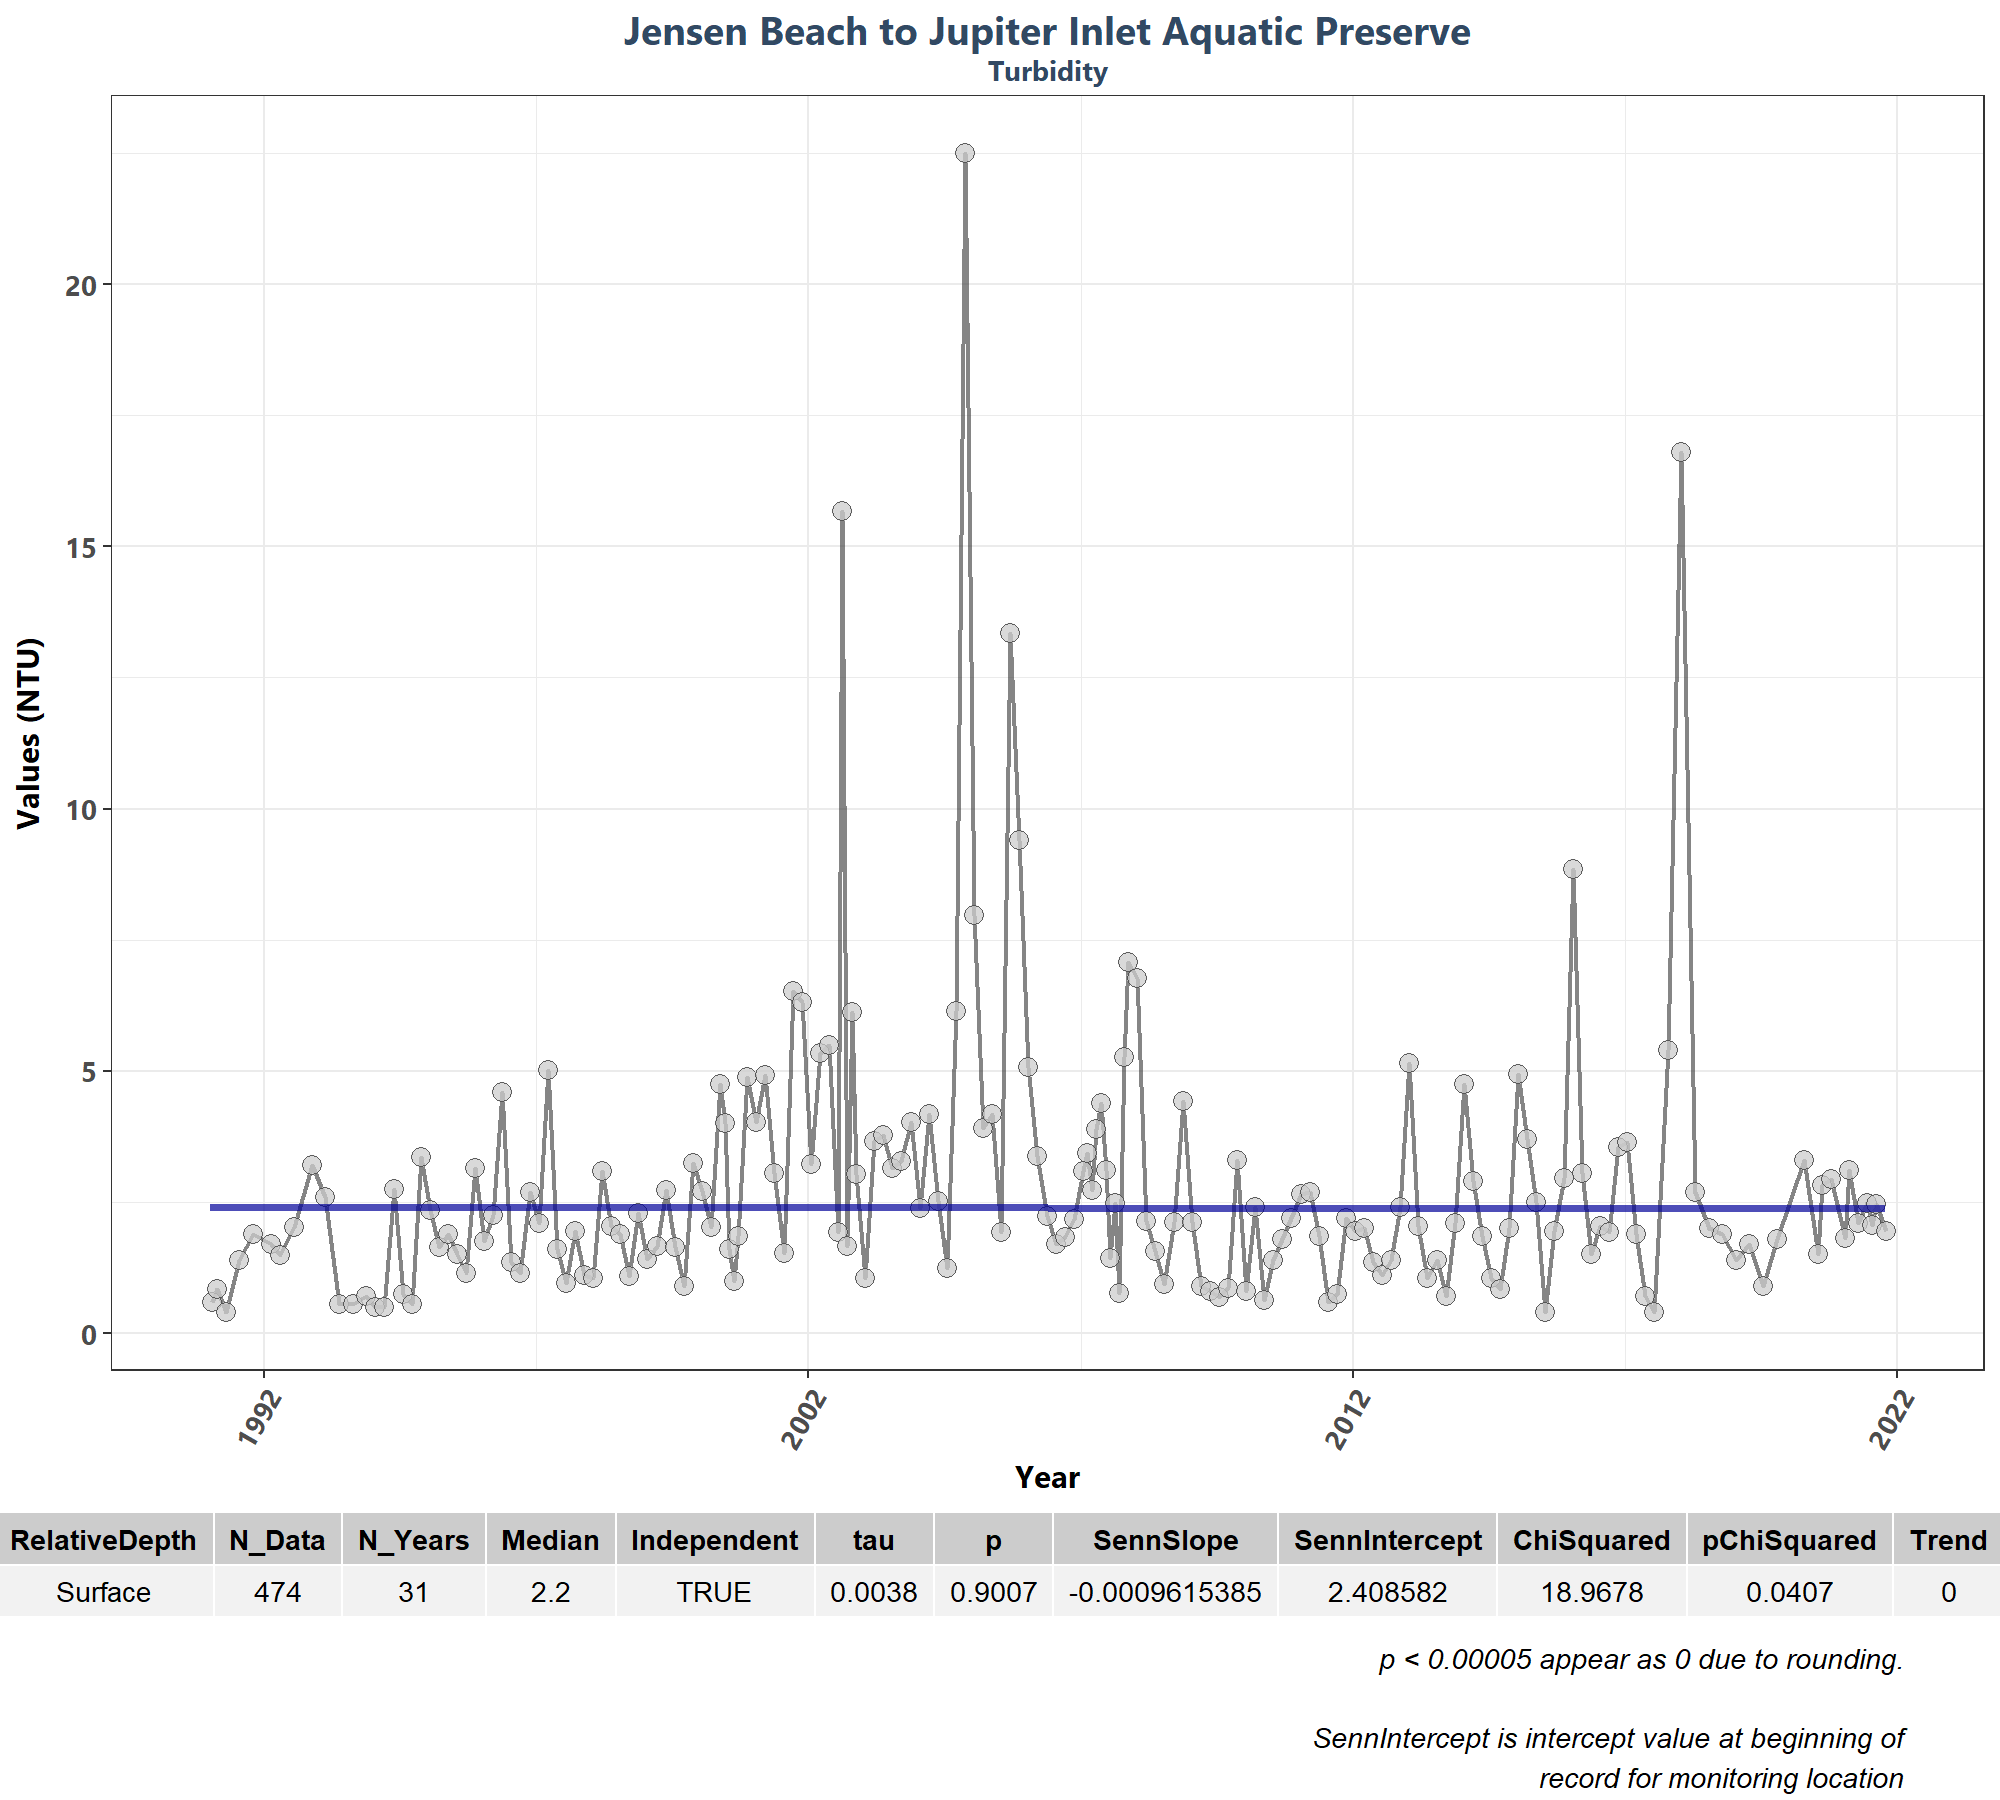 Jensen Beach to Jupiter Inlet Aquatic Preserve
Turbidity
Values (NTU)
20
15
10
5
0
1992
2002
2012
2022
Year
RelativeDepth N_Data N_Years Median Independent tau p SennSlope SennIntercept ChiSquared pChiSquared Trend
Surface 474 31 2.2 TRUE 0.0038 0.9007 -0.0009615385 2.408582 18.9678 0.0407 0
p < 0.00005 appear as 0 due to rounding.
SennIntercept is intercept value at beginning of
record for monitoring location